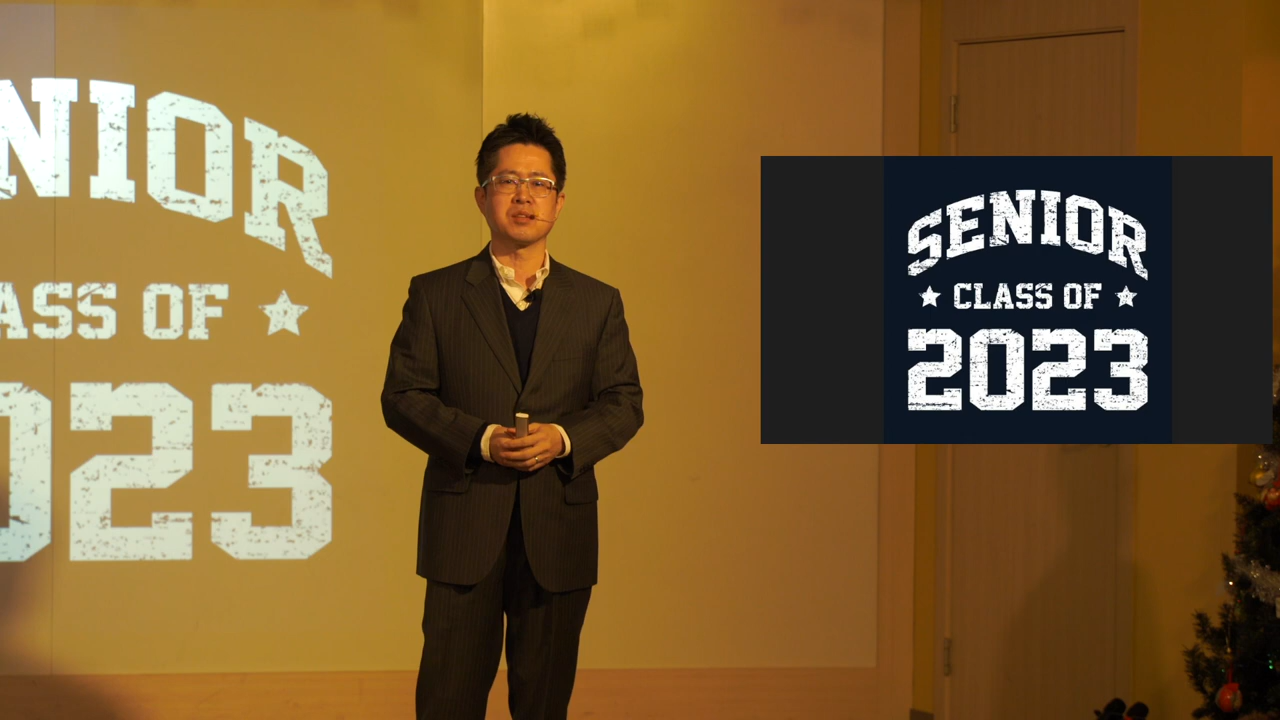 NIOR
ASS OF
023
SENIOR
CLASS OF
2023